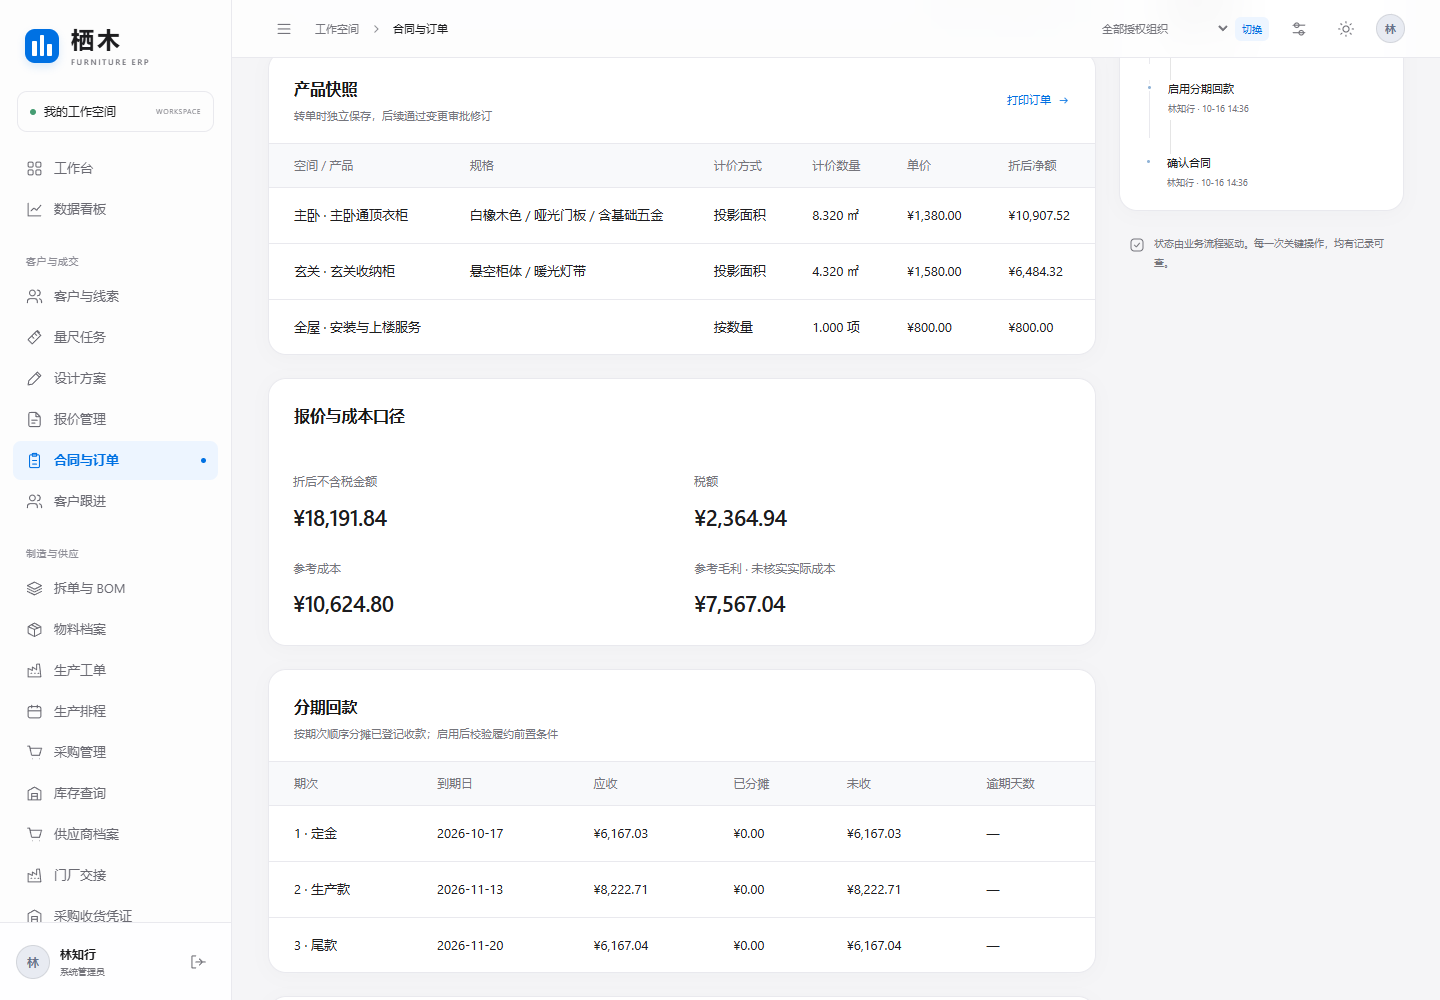 栖木
FURNITURE ERP
我的工作空间 WORKSPACE
工作台
数据看板
客户与成交
客户与线索
量尺任务
设计方案
报价管理
合同与订单
客户跟进
制造与供应
拆单与 BOM
物料档案
生产工单
生产排程
采购管理
库存查询
供应商档案
门厂交接
采购收货凭证
林 林知行
系统管理员
工作空间 > 合同与订单
全部授权组织 切换 林
产品快照
转单时独立保存，后续通过变更审批修订
打印订单 →
空间 / 产品 规格 计价方式 计价数量 单价 折后净额
主卧 · 主卧通顶衣柜 白橡木色 / 哑光门板 / 含基础五金 投影面积 8.320 ㎡ ¥1,380.00 ¥10,907.52
玄关 · 玄关收纳柜 悬空柜体 / 暖光灯带 投影面积 4.320 ㎡ ¥1,580.00 ¥6,484.32
全屋 · 安装与上楼服务 按数量 1.000 项 ¥800.00 ¥800.00
报价与成本口径
折后不含税金额 税额
¥18,191.84 ¥2,364.94
参考成本 参考毛利 · 未核实实际成本
¥10,624.80 ¥7,567.04
分期回款
按期次顺序分摊已登记收款；启用后校验履约前置条件
期次 到期日 应收 已分摊 未收 逾期天数
1 · 定金 2026-10-17 ¥6,167.03 ¥0.00 ¥6,167.03 —
2 · 生产款 2026-11-13 ¥8,222.71 ¥0.00 ¥8,222.71 —
3 · 尾款 2026-11-20 ¥6,167.04 ¥0.00 ¥6,167.04 —
启用分期回款
林知行 · 10-16 14:36
确认合同
林知行 · 10-16 14:36
状态由业务流程驱动。每一次关键操作，均有记录可
查。